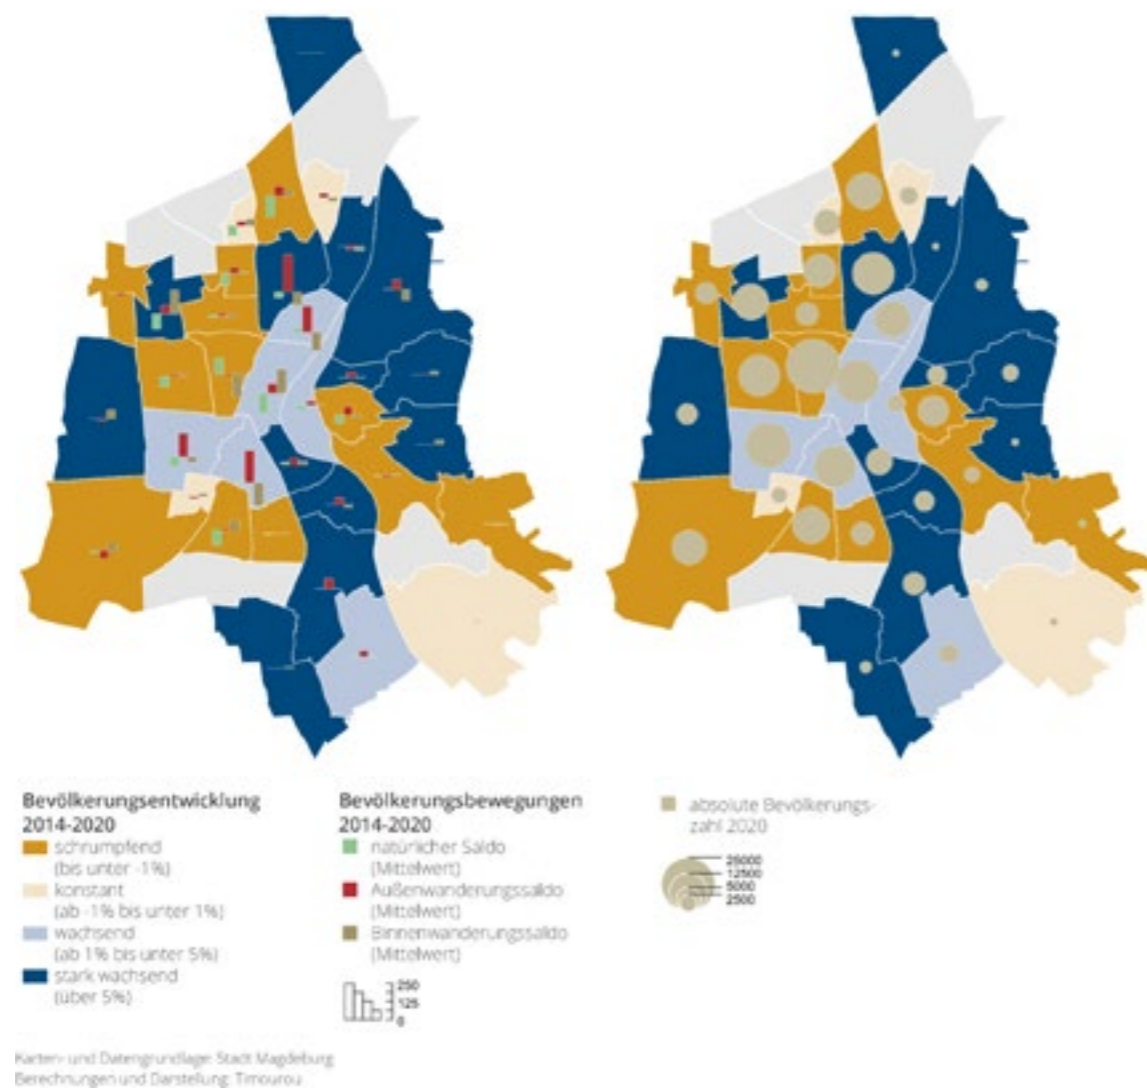 Bevölkerungsentwicklung
2014-2020
schrumpfend
(bis unter -1%)
konstant
(ab -1% bis unter 1%)
wachsend
(ab 1% bis unter 5%)
stark wachsend
(über 5%)
Bevölkerungsbewegungen
2014-2020
natürlicher Saldo
(Mittelwert)
Außenwanderungssaldo
(Mittelwert)
Binnenwanderungssaldo
(Mittelwert)
250
125
0
absolute Bevölkerungs-
zahl 2020
25000
12500
5000
2500
Karten- und Datengrundlage: Stadt Magdeburg
Berechnungen und Darstellung: Timourou